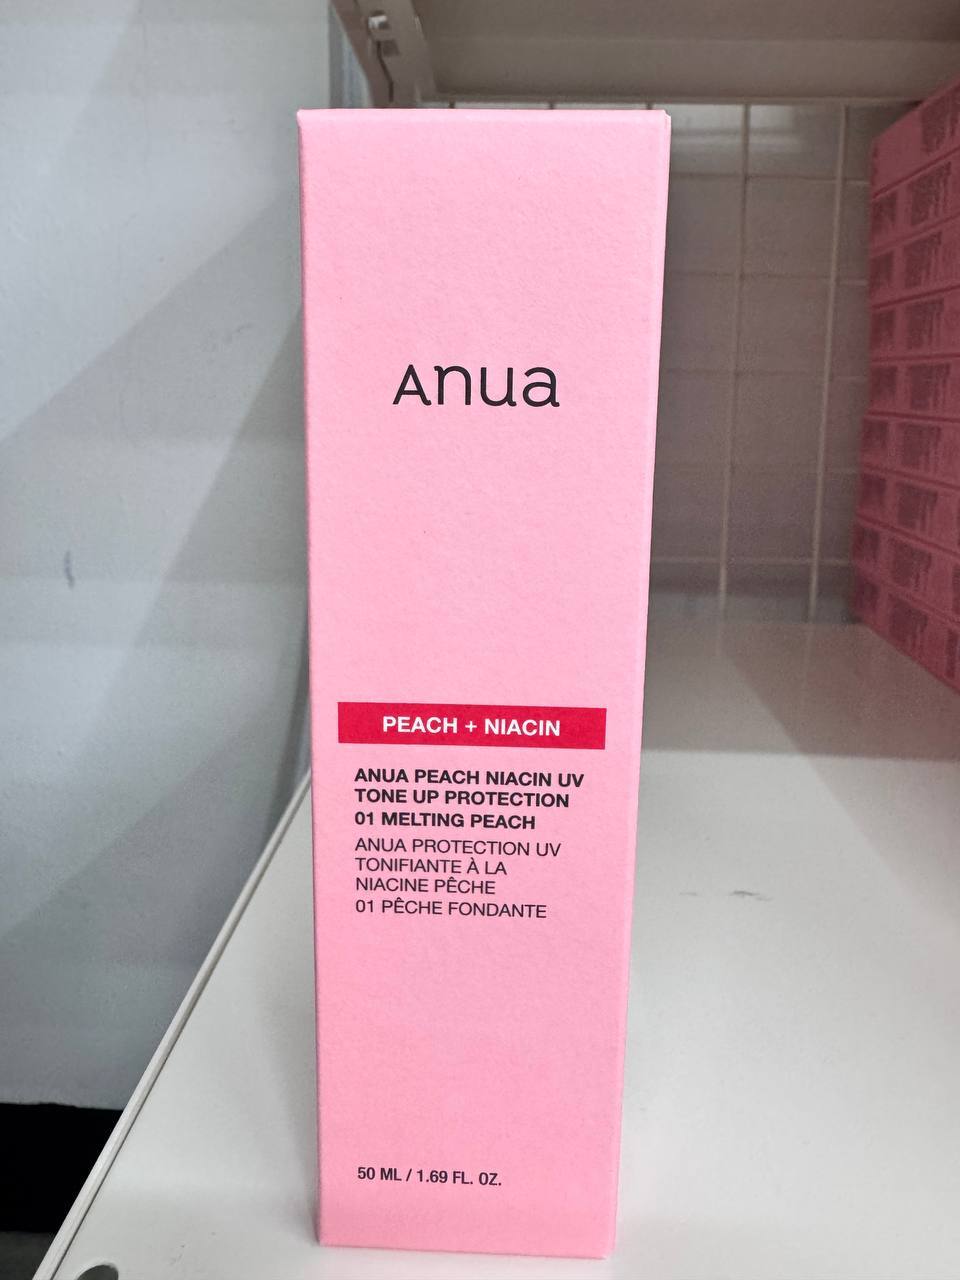 Anua
PEACH + NIACIN
ANUA PEACH NIACIN UV
TONE UP PROTECTION
01 MELTING PEACH
ANUA PROTECTION UV
TONIFIANTE À LA
NIACINE PÊCHE
01 PÊCHE FONDANTE
50 ML / 1.69 FL. OZ.